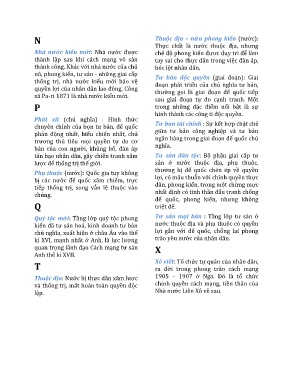 N
Nhà nước kiểu mới: Nhà nước được
thành lập sau khi cách mạng vô sản
thành công. Khác với nhà nước của chủ
nô, phong kiến, tư sản - những giai cấp
thống trị, nhà nước kiểu mới bảo vệ
quyền lợi của nhân dân lao động. Công
xã Pa-ri 1871 là nhà nước kiểu mới.
P
Phát xít (chủ nghĩa) : Hình thức
chuyên chính của bọn tư bản, đế quốc
phản động nhất, hiếu chiến nhất, chủ
trương thủ tiêu mọi quyền tự do cơ
bản của con người, khủng bố, đàn áp
tàn bạo nhân dân, gây chiến tranh xâm
lược để thống trị thế giới.
Phụ thuộc (nước): Quốc gia tuy không
bị các nước đế quốc xâm chiếm, trực
tiếp thống trị, song vẫn lệ thuộc vào
chúng.
Q
Quý tộc mới: Tầng lớp quý tộc phong
kiến đã tư sản hoá, kinh doanh tư bản
chủ nghĩa, xuất hiện ở châu Âu vào thế
kỉ XVI, mạnh nhất ở Anh, là lực lượng
quan trọng lãnh đạo Cách mạng tư sản
Anh thế kỉ XVII.
T
Thuộc địa: Nước bị thực dân xâm lược
và thống trị, mất hoàn toàn quyền độc
lập.
Thuộc địa – nửa phong kiến (nước):
Thực chất là nước thuộc địa, nhưng
chế độ phong kiến được duy trì để làm
tay sai cho thực dân trong việc đàn áp,
bóc lột nhân dân.
Tư bản độc quyền (giai đoạn): Giai
đoạn phát triển của chủ nghĩa tư bản,
thường gọi là giai đoạn đế quốc tiếp
sau giai đoạn tự do cạnh tranh. Một
trong những đặc điểm nổi bật là sự
hình thành các công ti độc quyền.
Tư bản tài chính : Sự kết hợp chặt chẽ
giữa tư bản công nghiệp và tư bản
ngân hàng trong giai đoạn đế quốc chủ
nghĩa.
Tư sản dân tộc: Bộ phận giai cấp tư
sản ở nước thuộc địa, phụ thuộc,
thường bị đế quốc chèn ép về quyền
lợi, có mâu thuẫn với chính quyền thực
dân, phong kiến, trong một chừng mực
nhất định có tinh thần đấu tranh chống
đế quốc, phong kiến, nhưng không
triệt để.
Tư sản mại bản : Tầng lớp tư sản ở
nước thuộc địa và phụ thuộc có quyền
lợi gắn với đế quốc, chống lại phong
trào yêu nước của nhân dân.
X
Xô viết: Tổ chức tự quản của nhân dân,
ra đời trong phong trào cách mạng
1905 – 1907 ở Nga. Đó là tổ chức
chính quyền cách mạng, tiền thân của
Nhà nước Liên Xô về sau.